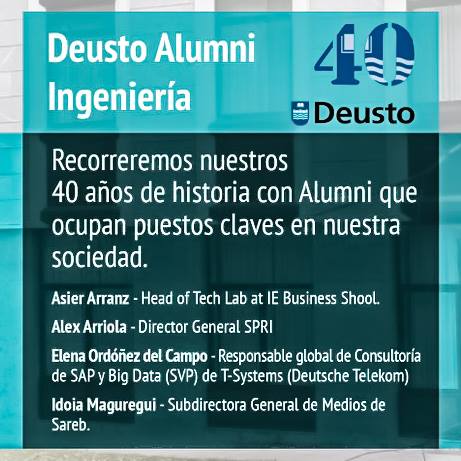 Deusto Alumni
Ingeniería
40
Deusto
Recorreremos nuestros
40 años de historia con Alumni que
ocupan puestos claves en nuestra
sociedad.
Asier Arranz - Head of Tech Lab at IE Business Shool.
Alex Arriola - Director General SPRI
Elena Ordóñez del Campo - Responsable global de Consultoría
de SAP y Big Data (SVP) de T-Systems (Deutsche Telekom)
Idoia Maguregui - Subdirectora General de Medios de
Sareb.